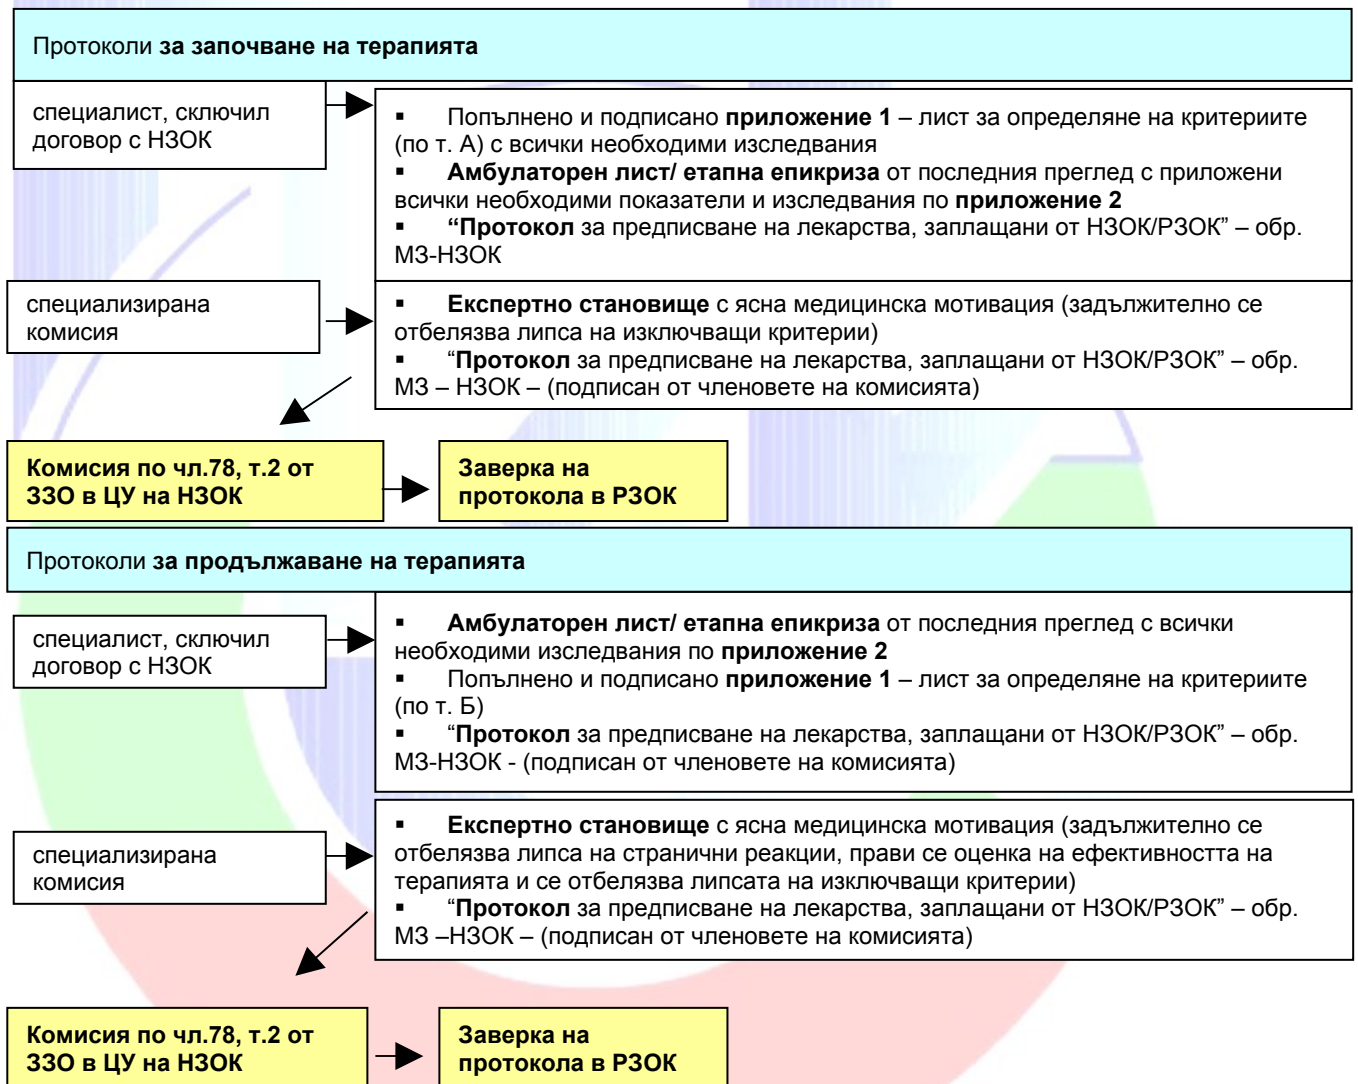 Протоколи за започване на терапията
специалист, сключил
договор с НЗОК
▪ Попълнено и подписано приложение 1 – лист за определяне на критериите
(по т. А) с всички необходими изследвания
▪ Амбулаторен лист/ етапна епикриза от последния преглед с приложени
всички необходими показатели и изследвания по приложение 2
▪ “Протокол за предписване на лекарства, заплащани от НЗОК/РЗОК” – обр.
МЗ-НЗОК
специализирана
комисия
▪ Експертно становище с ясна медицинска мотивация (задължително се
отбелязва липса на изключващи критерии)
▪ “Протокол за предписване на лекарства, заплащани от НЗОК/РЗОК” – обр.
МЗ – НЗОК – (подписан от членовете на комисията)
Комисия по чл.78, т.2 от
ЗЗО в ЦУ на НЗОК
Заверка на
протокола в РЗОК
Протоколи за продължаване на терапията
специалист, сключил
договор с НЗОК
▪ Амбулаторен лист/ етапна епикриза от последния преглед с всички
необходими изследвания по приложение 2
▪ Попълнено и подписано приложение 1 – лист за определяне на критериите
(по т. Б)
▪ “Протокол за предписване на лекарства, заплащани от НЗОК/РЗОК” – обр.
МЗ-НЗОК - (подписан от членовете на комисията)
специализирана
комисия
▪ Експертно становище с ясна медицинска мотивация (задължително се
отбелязва липса на странични реакции, прави се оценка на ефективността на
терапията и се отбелязва липсата на изключващи критерии)
▪ “Протокол за предписване на лекарства, заплащани от НЗОК/РЗОК” – обр.
МЗ –НЗОК – (подписан от членовете на комисията)
Комисия по чл.78, т.2 от
ЗЗО в ЦУ на НЗОК
Заверка на
протокола в РЗОК